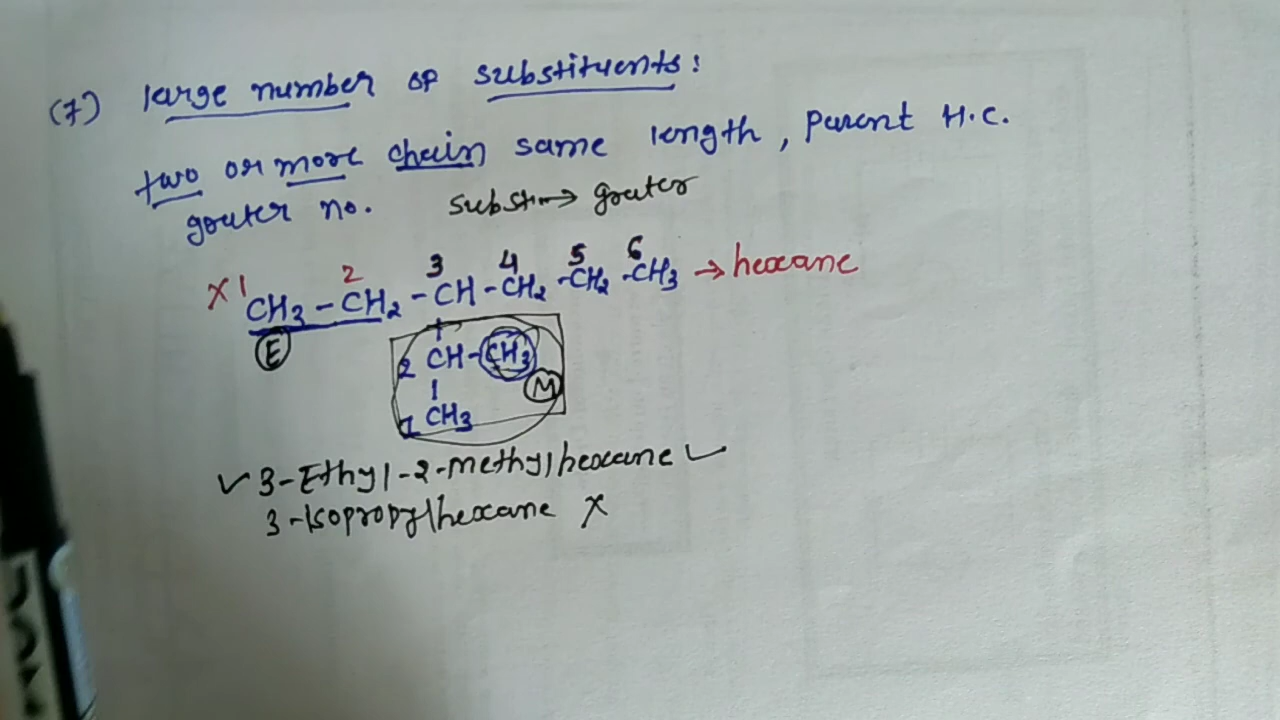 (7) large number of substituents:
two or more chain same length, Parent H.C.
greater no. subst → greater
X 1 2 3 4 5 6
CH3 - CH2 - CH - CH2 - CH2 - CH3 → hexane
E
2 CH - CH3
M
1 CH3
✓ 3-Ethyl-2-methylhexane ✓
3-Isopropylhexane X